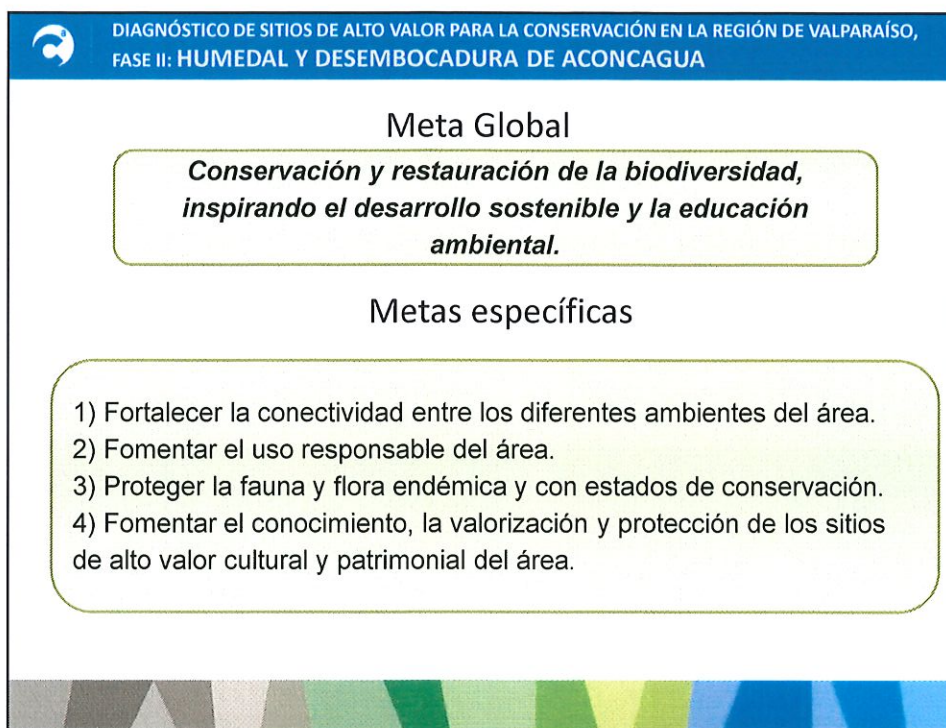 DIAGNÓSTICO DE SITIOS DE ALTO VALOR PARA LA CONSERVACIÓN EN LA REGIÓN DE VALPARAÍSO,
FASE II: HUMEDAL Y DESEMBOCADURA DE ACONCAGUA
Meta Global
Conservación y restauración de la biodiversidad,
inspirando el desarrollo sostenible y la educación
ambiental.
Metas específicas
1) Fortalecer la conectividad entre los diferentes ambientes del área.
2) Fomentar el uso responsable del área.
3) Proteger la fauna y flora endémica y con estados de conservación.
4) Fomentar el conocimiento, la valorización y protección de los sitios
de alto valor cultural y patrimonial del área.